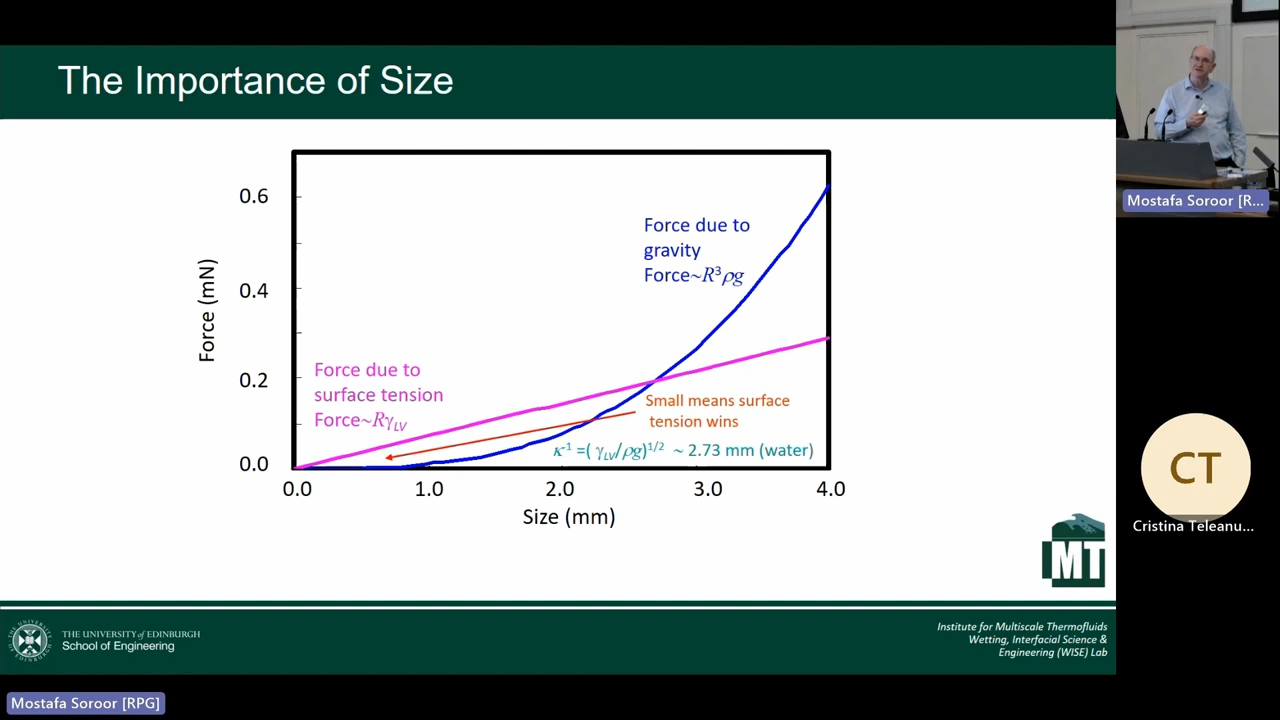 The Importance of Size
Force (mN)
0.6
0.4
0.2
0.0
0.0 1.0 2.0 3.0 4.0
Size (mm)
Force due to
gravity
Force~R³ρg
Force due to
surface tension
Force~Rγ_LV
Small means surface
tension wins
κ⁻¹ =( γ_LV/ρg)^1/2 ~ 2.73 mm (water)
MT
THE UNIVERSITY of EDINBURGH
School of Engineering
Institute for Multiscale Thermofluids
Wetting, Interfacial Science &
Engineering (WISE) Lab
Mostafa Soroor [R...
CT
Cristina Teleanu...
Mostafa Soroor [RPG]